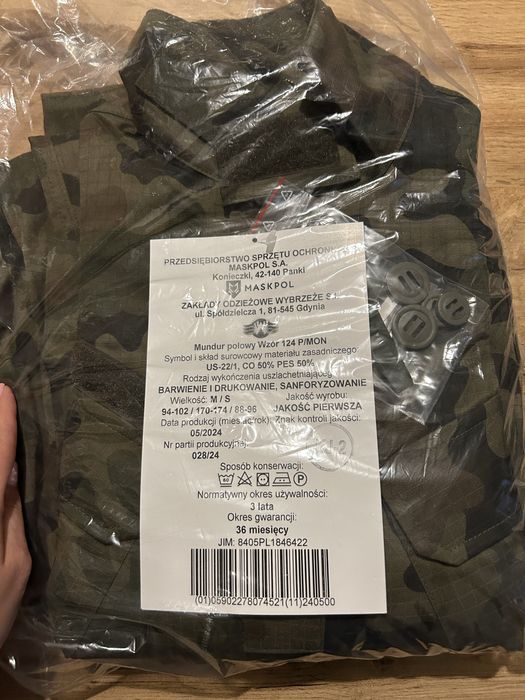 PRZEDSIĘBIORSTWO SPRZĘTU OCHRONN
MASKPOL S.A.
Konieczki, 42-140 Panki
MASKPOL
ZAKŁADY ODZIEŻOWE WYBRZEŻE S
ul. Spółdzielcza 1, 81-545 Gdynia
Mundur polowy Wzór 124 P/MON
Symbol i skład surowcowy materiału zasadniczego
US-22/1, CO 50% PES 50%
Rodzaj wykończenia uszlachetniającego
BARWIENIE I DRUKOWANIE, SANFORYZOWANIE
Wielkość: M / S Jakość wyrobu:
94-102 / 170-174 / 88-96 JAKOŚĆ PIERWSZA
Data produkcji (miesiąc/rok): Znak kontroli jakości:
05/2024
Nr partii produkcyjnej
028/24
Sposób konserwacji:
Normatywny okres używalności:
3 lata
Okres gwarancji:
36 miesięcy
JIM: 8405PL1846422
(01)05902278074521(11)240500